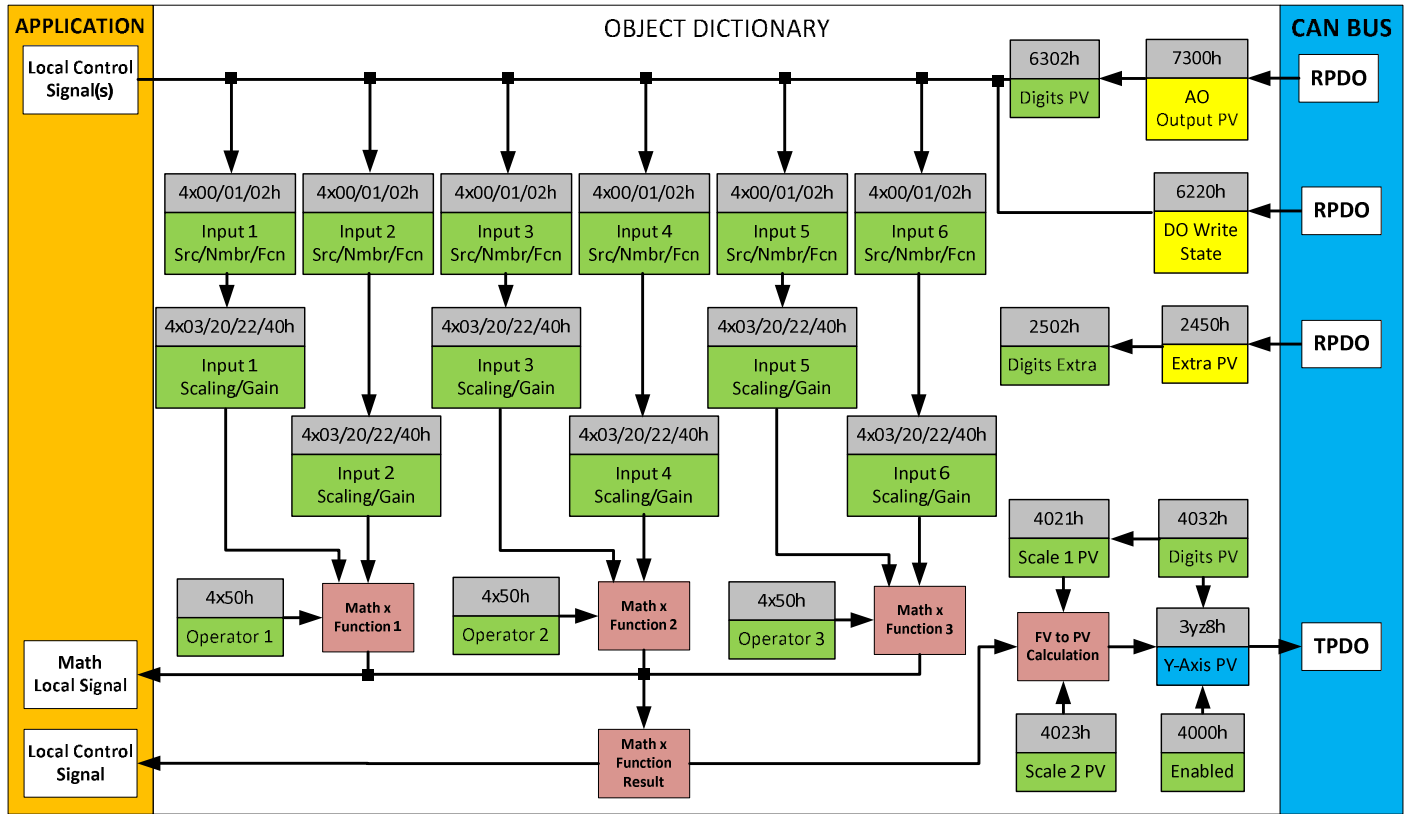 APPLICATION
OBJECT DICTIONARY
CAN BUS
Local Control
Signal(s)
6302h
Digits PV
7300h
AO
Output PV
RPDO
4x00/01/02h
Input 1
Src/Nmbr/Fcn
4x00/01/02h
Input 2
Src/Nmbr/Fcn
4x00/01/02h
Input 3
Src/Nmbr/Fcn
4x00/01/02h
Input 4
Src/Nmbr/Fcn
4x00/01/02h
Input 5
Src/Nmbr/Fcn
4x00/01/02h
Input 6
Src/Nmbr/Fcn
6220h
DO Write
State
RPDO
4x03/20/22/40h
Input 1
Scaling/Gain
4x03/20/22/40h
Input 3
Scaling/Gain
4x03/20/22/40h
Input 5
Scaling/Gain
2502h
Digits Extra
2450h
Extra PV
RPDO
4x03/20/22/40h
Input 2
Scaling/Gain
4x03/20/22/40h
Input 4
Scaling/Gain
4x03/20/22/40h
Input 6
Scaling/Gain
4021h
Scale 1 PV
4032h
Digits PV
4x50h
Operator 1
Math x
Function 1
4x50h
Operator 2
Math x
Function 2
4x50h
Operator 3
Math x
Function 3
FV to PV
Calculation
3yz8h
Y-Axis PV
TPDO
Math
Local Signal
Local Control
Signal
Math x
Function
Result
4023h
Scale 2 PV
4000h
Enabled